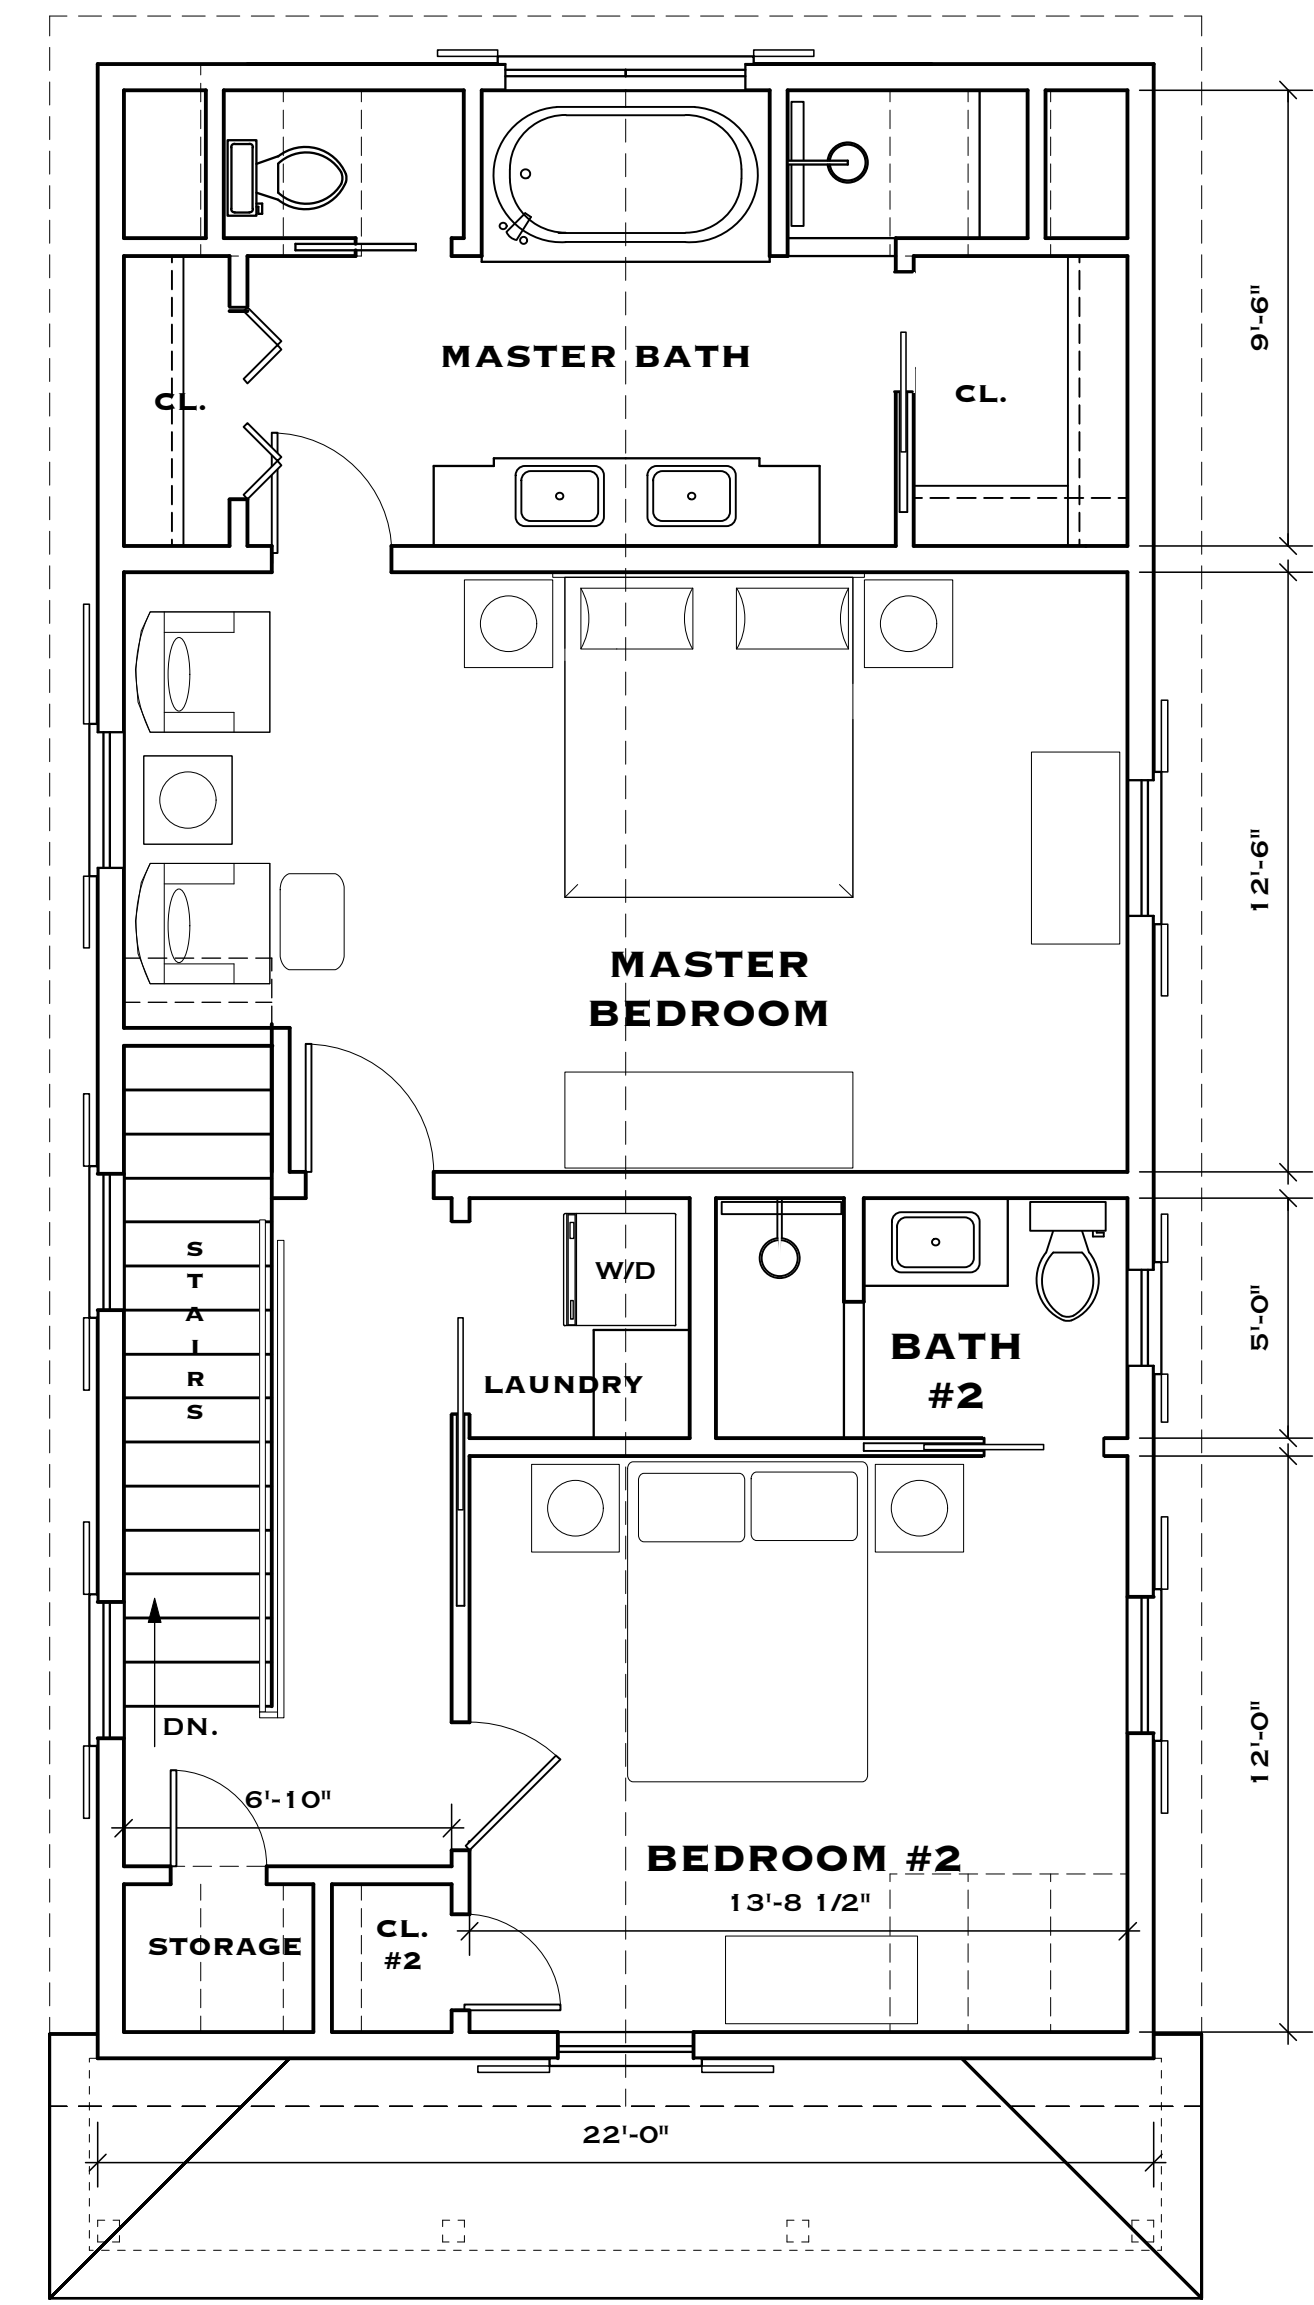 9'-6"
MASTER BATH
CL.
CL.
12'-6"
MASTER
BEDROOM
S
T
A
I
R
S
W/D
LAUNDRY
BATH
#2
5'-0"
DN.
6'-10"
12'-0"
BEDROOM #2
13'-8 1/2"
STORAGE
CL.
#2
22'-0"